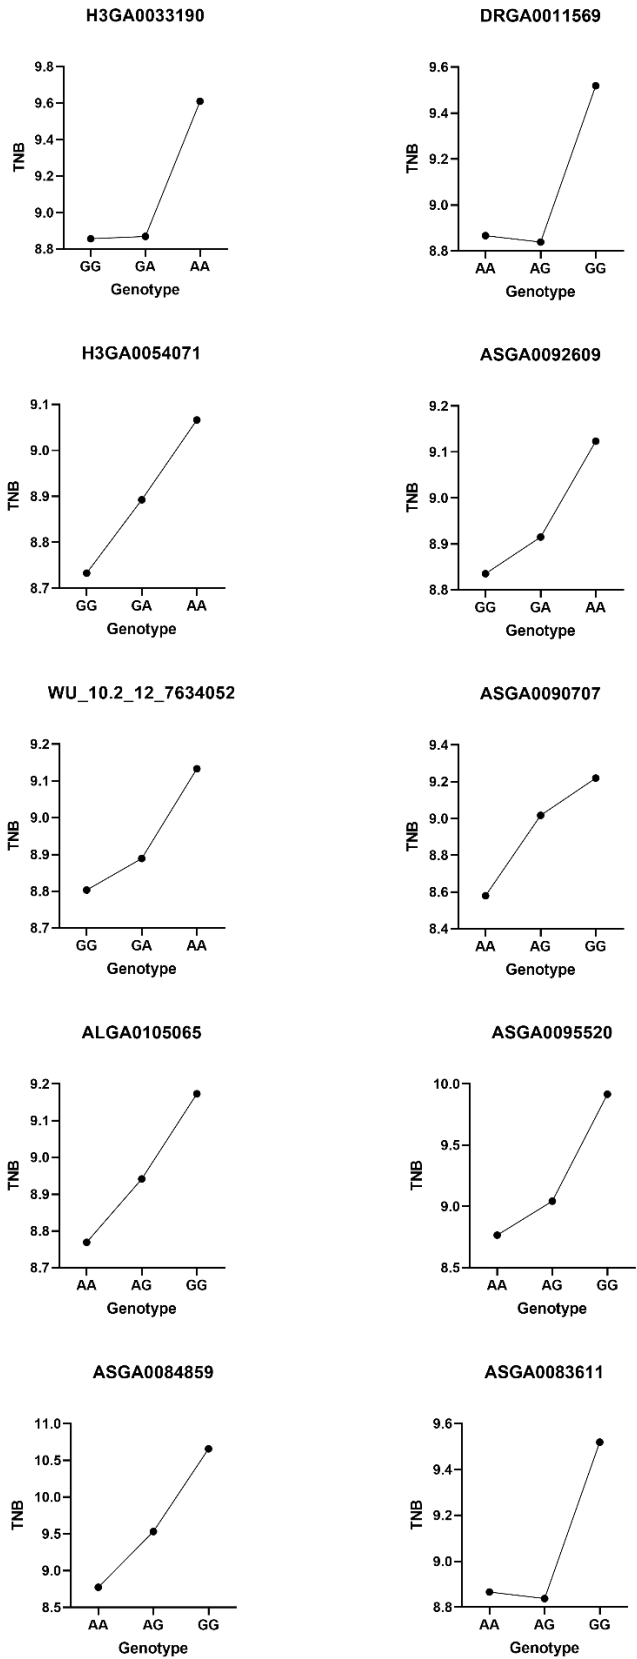 H3GA0033190
9.8
9.6
9.4
9.2
9.0
8.8
TNB
GG GA AA
Genotype
DRGA0011569
9.6
9.4
9.2
9.0
8.8
TNB
AA AG GG
Genotype
H3GA0054071
9.1
9.0
8.9
8.8
8.7
TNB
GG GA AA
Genotype
ASGA0092609
9.2
9.1
9.0
8.9
8.8
TNB
GG GA AA
Genotype
WU_10.2_12_7634052
9.2
9.1
9.0
8.9
8.8
8.7
TNB
GG GA AA
Genotype
ASGA0090707
9.4
9.2
9.0
8.8
8.6
8.4
TNB
AA AG GG
Genotype
ALGA0105065
9.2
9.1
9.0
8.9
8.8
8.7
TNB
AA AG GG
Genotype
ASGA0095520
10.0
9.5
9.0
8.5
TNB
AA AG GG
Genotype
ASGA0084859
11.0
10.5
10.0
9.5
9.0
8.5
TNB
AA AG GG
Genotype
ASGA0083611
9.6
9.4
9.2
9.0
8.8
TNB
AA AG GG
Genotype